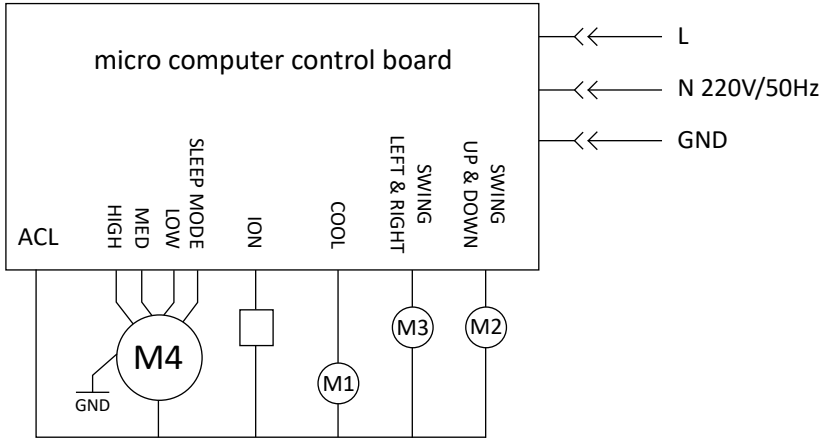 micro computer control board
L
N 220V/50Hz
GND
ACL
HIGH
MED
LOW
SLEEP MODE
ION
COOL
SWING
LEFT & RIGHT
SWING
UP & DOWN
M4
GND
M1
M3
M2